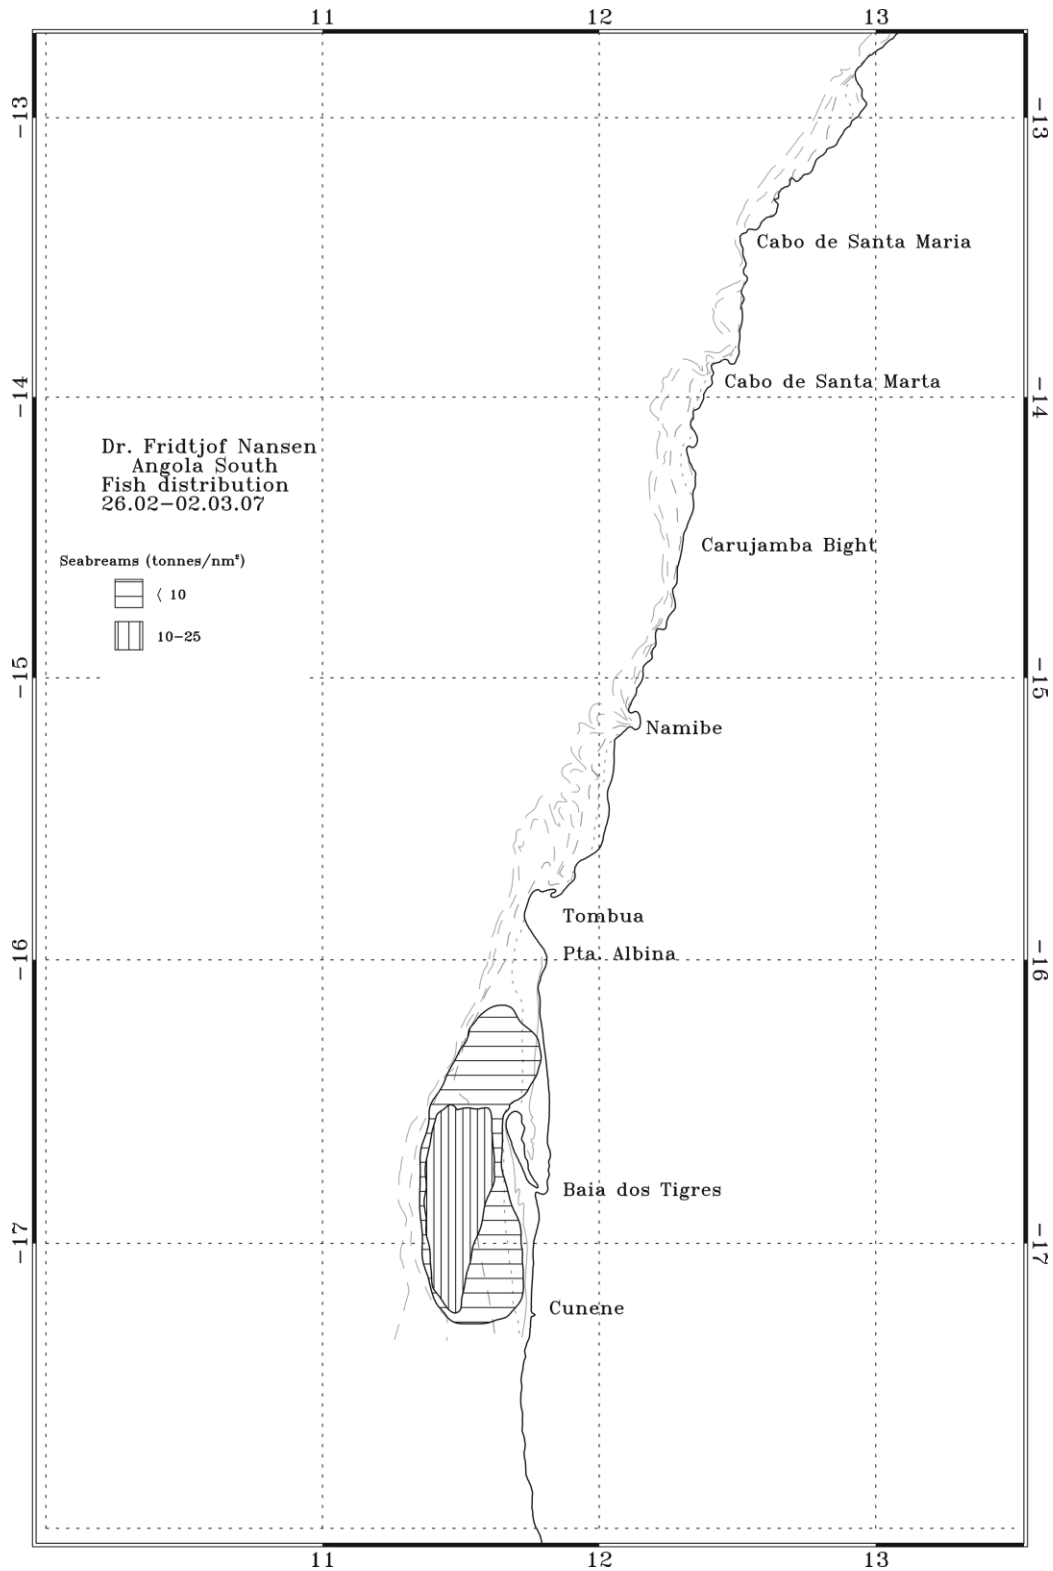 11 12 13
-13 -13
Cabo de Santa Maria
Cabo de Santa Marta
-14 -14
Dr. Fridtjof Nansen
Angola South
Fish distribution
26.02-02.03.07
Carujamba Bight
Seabreams (tonnes/nm²)
< 10
10-25
-15 -15
Namibe
Tombua
Pta. Albina
-16 -16
Baia dos Tigres
-17 -17
Cunene
11 12 13